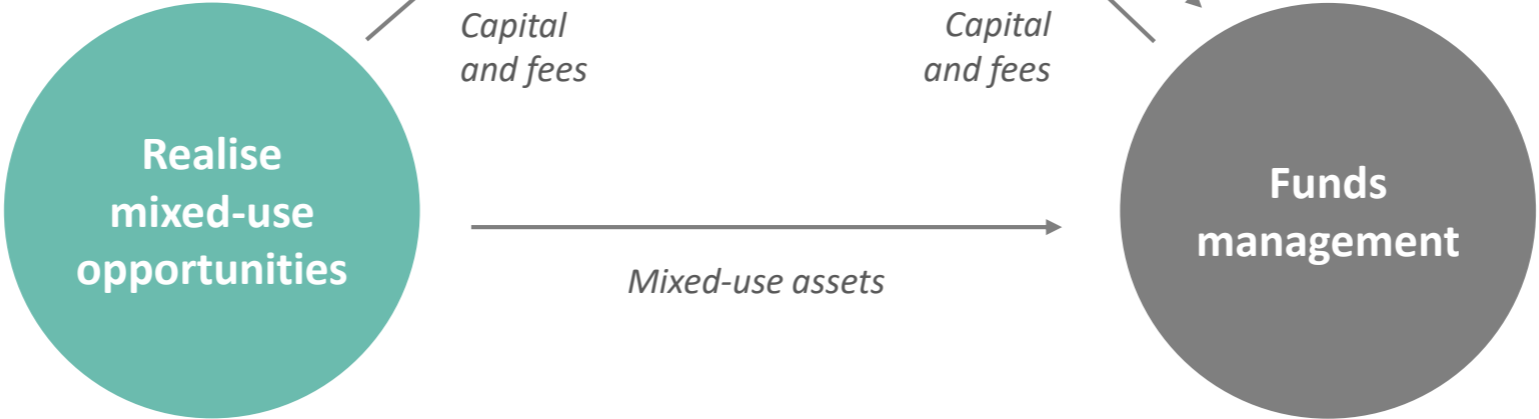 Capital
and fees
Capital
and fees
Realise
mixed-use
opportunities
Funds
management
Mixed-use assets